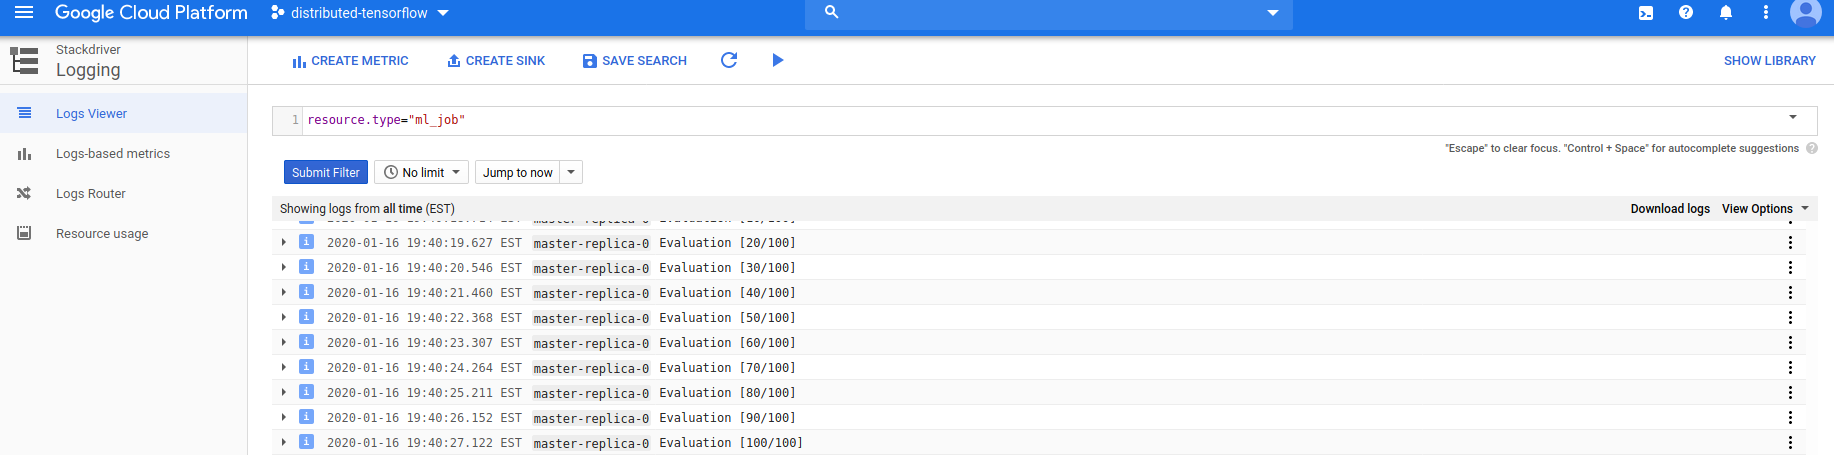 Google Cloud Platform distributed-tensorflow
Stackdriver
Logging
CREATE METRIC CREATE SINK SAVE SEARCH SHOW LIBRARY
Logs Viewer
Logs-based metrics
Logs Router
Resource usage
1 resource.type="ml_job"
"Escape" to clear focus. "Control + Space" for autocomplete suggestions ?
Submit Filter No limit Jump to now
Showing logs from all time (EST) Download logs View Options
i 2020-01-16 19:40:19.627 EST master-replica-0 Evaluation [20/100]
i 2020-01-16 19:40:20.546 EST master-replica-0 Evaluation [30/100]
i 2020-01-16 19:40:21.460 EST master-replica-0 Evaluation [40/100]
i 2020-01-16 19:40:22.368 EST master-replica-0 Evaluation [50/100]
i 2020-01-16 19:40:23.307 EST master-replica-0 Evaluation [60/100]
i 2020-01-16 19:40:24.264 EST master-replica-0 Evaluation [70/100]
i 2020-01-16 19:40:25.211 EST master-replica-0 Evaluation [80/100]
i 2020-01-16 19:40:26.152 EST master-replica-0 Evaluation [90/100]
i 2020-01-16 19:40:27.122 EST master-replica-0 Evaluation [100/100]